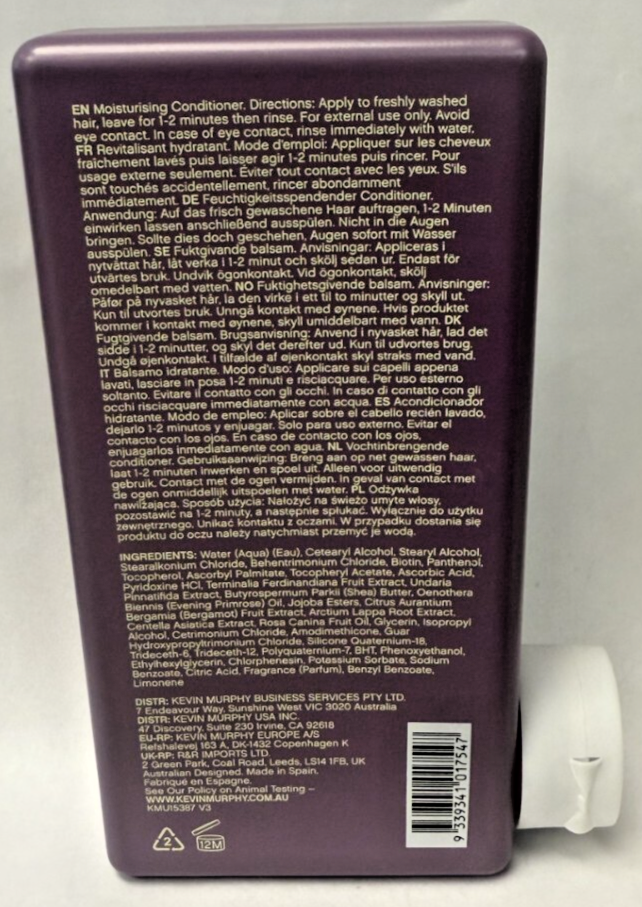 EN Moisturising Conditioner. Directions: Apply to freshly washed
hair, leave for 1-2 minutes then rinse. For external use only. Avoid
eye contact. In case of eye contact, rinse immediately with water.
FR Revitalisant hydratant. Mode d'emploi: Appliquer sur les cheveux
fraîchement lavés puis laisser agir 1-2 minutes puis rincer. Pour
usage externe seulement. Éviter tout contact avec les yeux. S'ils
sont touchés accidentellement, rincer abondamment
immédiatement. DE Feuchtigkeitsspendender Conditioner.
Anwendung: Auf das frisch gewaschene Haar auftragen, 1-2 Minuten
einwirken lassen anschließend ausspülen. Nicht in die Augen
bringen. Sollte dies doch geschehen, Augen sofort mit Wasser
ausspülen. SE Fuktgivande balsam. Anvisningar: Appliceras i
nytvättat hår, låt verka i 1-2 minut och skölj sedan ur. Endast för
utvärtes bruk. Undvik ögonkontakt. Vid ögonkontakt, skölj
omedelbart med vatten. NO Fuktighetsgivende balsam. Anvisninger:
Påfør på nyvasket hår, la den virke i ett til to minutter og skyll ut.
Kun til utvortes bruk. Unngå kontakt med øynene. Hvis produktet
kommer i kontakt med øynene, skyll umiddelbart med vann. DK
Fugtgivende balsam. Brugsanvisning: Anvend i nyvasket hår, lad det
sidde i 1-2 minutter, og skyl det derefter ud. Kun til udvortes brug.
Undgå øjenkontakt. I tilfælde af øjenkontakt skyl straks med vand.
IT Balsamo idratante. Modo d'uso: Applicare sui capelli appena
lavati, lasciare in posa 1-2 minuti e risciacquare. Per uso esterno
soltanto. Evitare il contatto con gli occhi. In caso di contatto con gli
occhi risciacquare immediatamente con acqua. ES Acondicionador
hidratante. Modo de empleo: Aplicar sobre el cabello recién lavado,
dejarlo 1-2 minutos y enjuagar. Solo para uso externo. Evitar el
contacto con los ojos. En caso de contacto con los ojos,
enjuagarlos inmediatamente con agua. NL Vochtinbrengende
conditioner. Gebruiksaanwijzing: Breng aan op net gewassen haar,
laat 1-2 minuten inwerken en spoel uit. Alleen voor uitwendig
gebruik. Contact met de ogen vermijden. In geval van contact met
de ogen onmiddellijk uitspoelen met water. PL Odżywka
nawilżająca. Sposób użycia: Nałożyć na świeżo umyte włosy,
pozostawić na 1-2 minuty, a następnie spłukać. Wyłącznie do użytku
zewnętrznego. Unikać kontaktu z oczami. W przypadku dostania się
produktu do oczu należy natychmiast przemyć je wodą.
INGREDIENTS: Water (Aqua) (Eau), Cetearyl Alcohol, Stearyl Alcohol,
Stearalkonium Chloride, Behentrimonium Chloride, Biotin, Panthenol,
Tocopherol, Ascorbyl Palmitate, Tocopheryl Acetate, Ascorbic Acid,
Pyridoxine HCl, Terminalia Ferdinandiana Fruit Extract, Undaria
Pinnatifida Extract, Butyrospermum Parkii (Shea) Butter, Oenothera
Biennis (Evening Primrose) Oil, Jojoba Esters, Citrus Aurantium
Bergamia (Bergamot) Fruit Extract, Arctium Lappa Root Extract,
Centella Asiatica Extract, Rosa Canina Fruit Oil, Glycerin, Isopropyl
Alcohol, Cetrimonium Chloride, Amodimethicone, Guar
Hydroxypropyltrimonium Chloride, Silicone Quaternium-18,
Trideceth-6, Trideceth-12, Polyquaternium-7, BHT, Phenoxyethanol,
Ethylhexylglycerin, Chlorphenesin, Potassium Sorbate, Sodium
Benzoate, Citric Acid, Fragrance (Parfum), Benzyl Benzoate,
Limonene
DISTR: KEVIN MURPHY BUSINESS SERVICES PTY LTD.
7 Endeavour Way, Sunshine West VIC 3020 Australia
DISTR: KEVIN MURPHY USA INC.
47 Discovery, Suite 230 Irvine, CA 92618
EU-RP: KEVIN MURPHY EUROPE A/S
Refshalevej 163 A, DK-1432 Copenhagen K
UK-RP: R&R IMPORTS LTD.
2 Green Park, Coal Road, Leeds, LS14 1FB, UK
Australian Designed. Made in Spain.
Fabriqué en Espagne.
See Our Policy on Animal Testing –
WWW.KEVINMURPHY.COM.AU
KMU15387 V3
2
12M
9 339341 017547